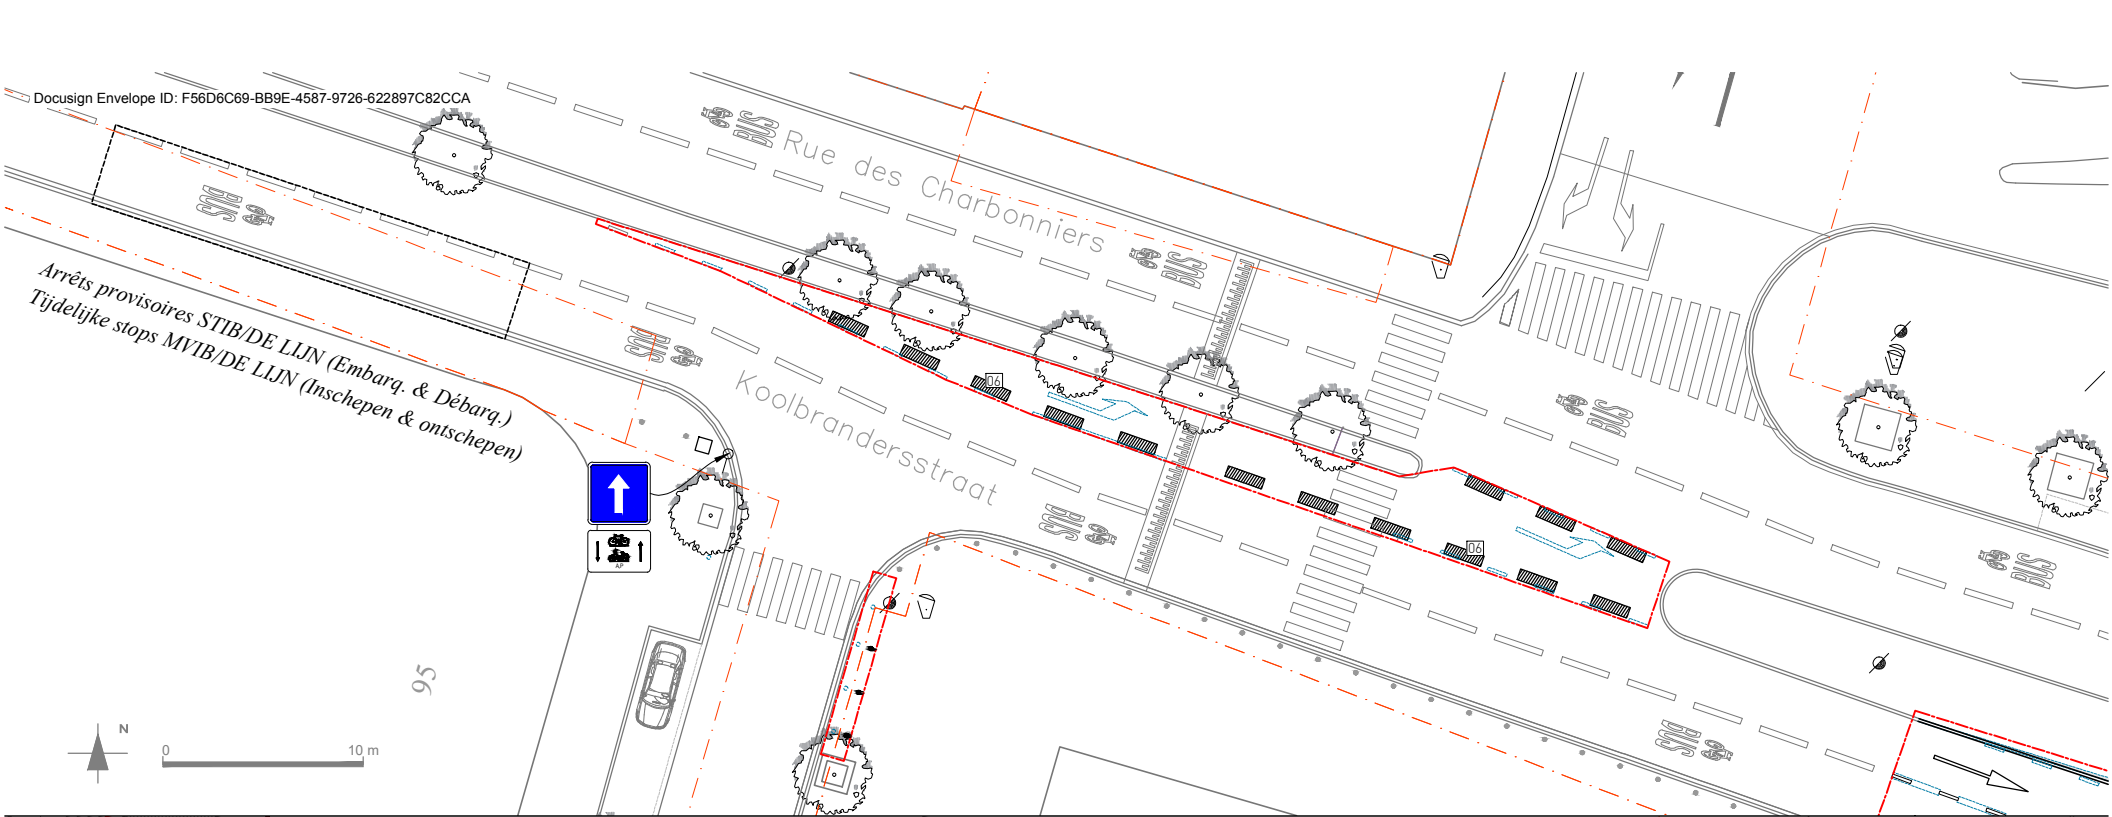 Docusign Envelope ID: F56D6C69-BB9E-4587-9726-622897C82CCA
BUS
Rue des Charbonniers
BUS
BUS
Arrêts provisoires STIB/DE LIJN (Embarq. & Débarq.)
Tijdelijke stops MVIB/DE LIJN (Inschepen & ontschepen)
BUS
06
Koolbrandersstraat
BUS
BUS
06
BUS
AP
95
BUS
N
0 10 m